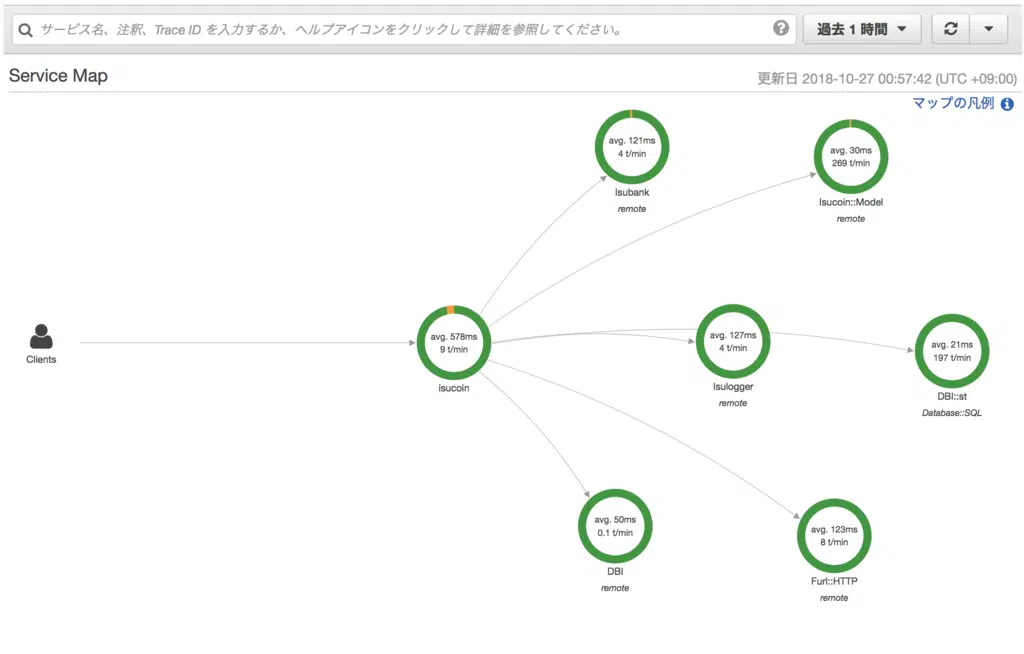 サービス名、注釈、Trace ID を入力するか、ヘルプアイコンをクリックして詳細を参照してください。
?
過去 1 時間
Service Map
更新日 2018-10-27 00:57:42 (UTC +09:00)
マップの凡例 i
avg. 121ms
4 t/min
Isubank
remote
avg. 30ms
269 t/min
Isucoin::Model
remote
Clients
avg. 578ms
9 t/min
isucoin
avg. 127ms
4 t/min
Isulogger
remote
avg. 21ms
197 t/min
DBI::st
Database::SQL
avg. 50ms
0.1 t/min
DBI
remote
avg. 123ms
8 t/min
Furl::HTTP
remote